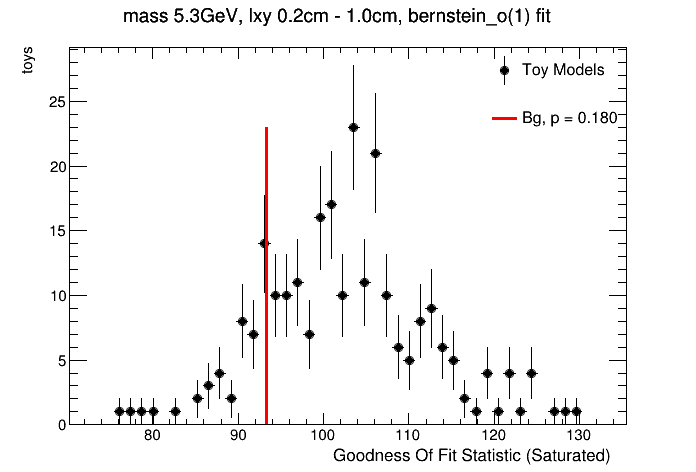 mass 5.3GeV, lxy 0.2cm - 1.0cm, bernstein_o(1) fit
toys
Toy Models
Bg, p = 0.180
25
20
15
10
5
0
80 90 100 110 120 130
Goodness Of Fit Statistic (Saturated)